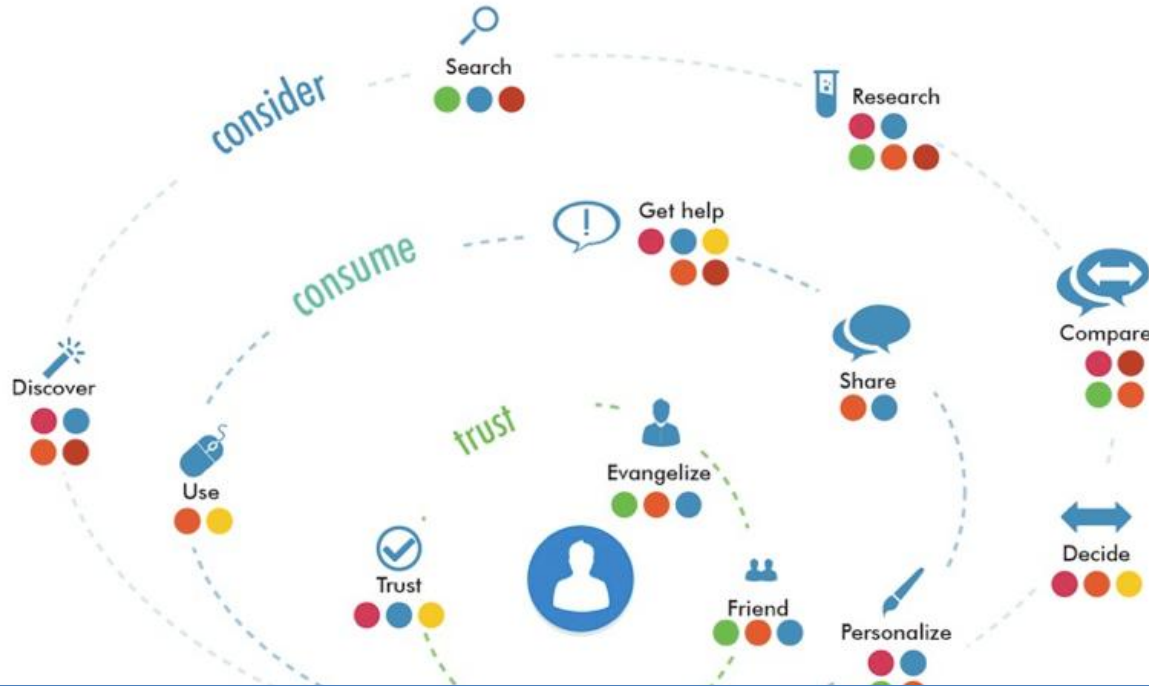 Search
consider
Research
Get help
consume
Compare
Share
Discover
trust
Evangelize
Use
Decide
Trust
Friend
Personalize